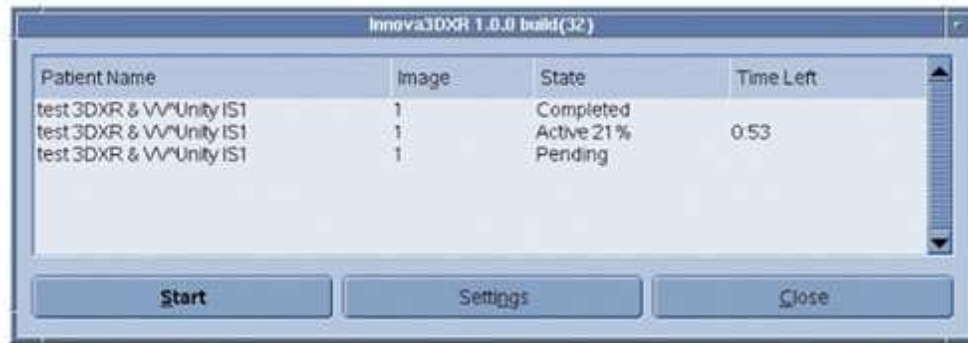 Innova3DXR 1.0.0 build(32)
Patient Name Image State Time Left
test 3DXR & VV^Unity IS1 1 Completed
test 3DXR & VV^Unity IS1 1 Active 21% 0:53
test 3DXR & VV^Unity IS1 1 Pending
Start Settings Close